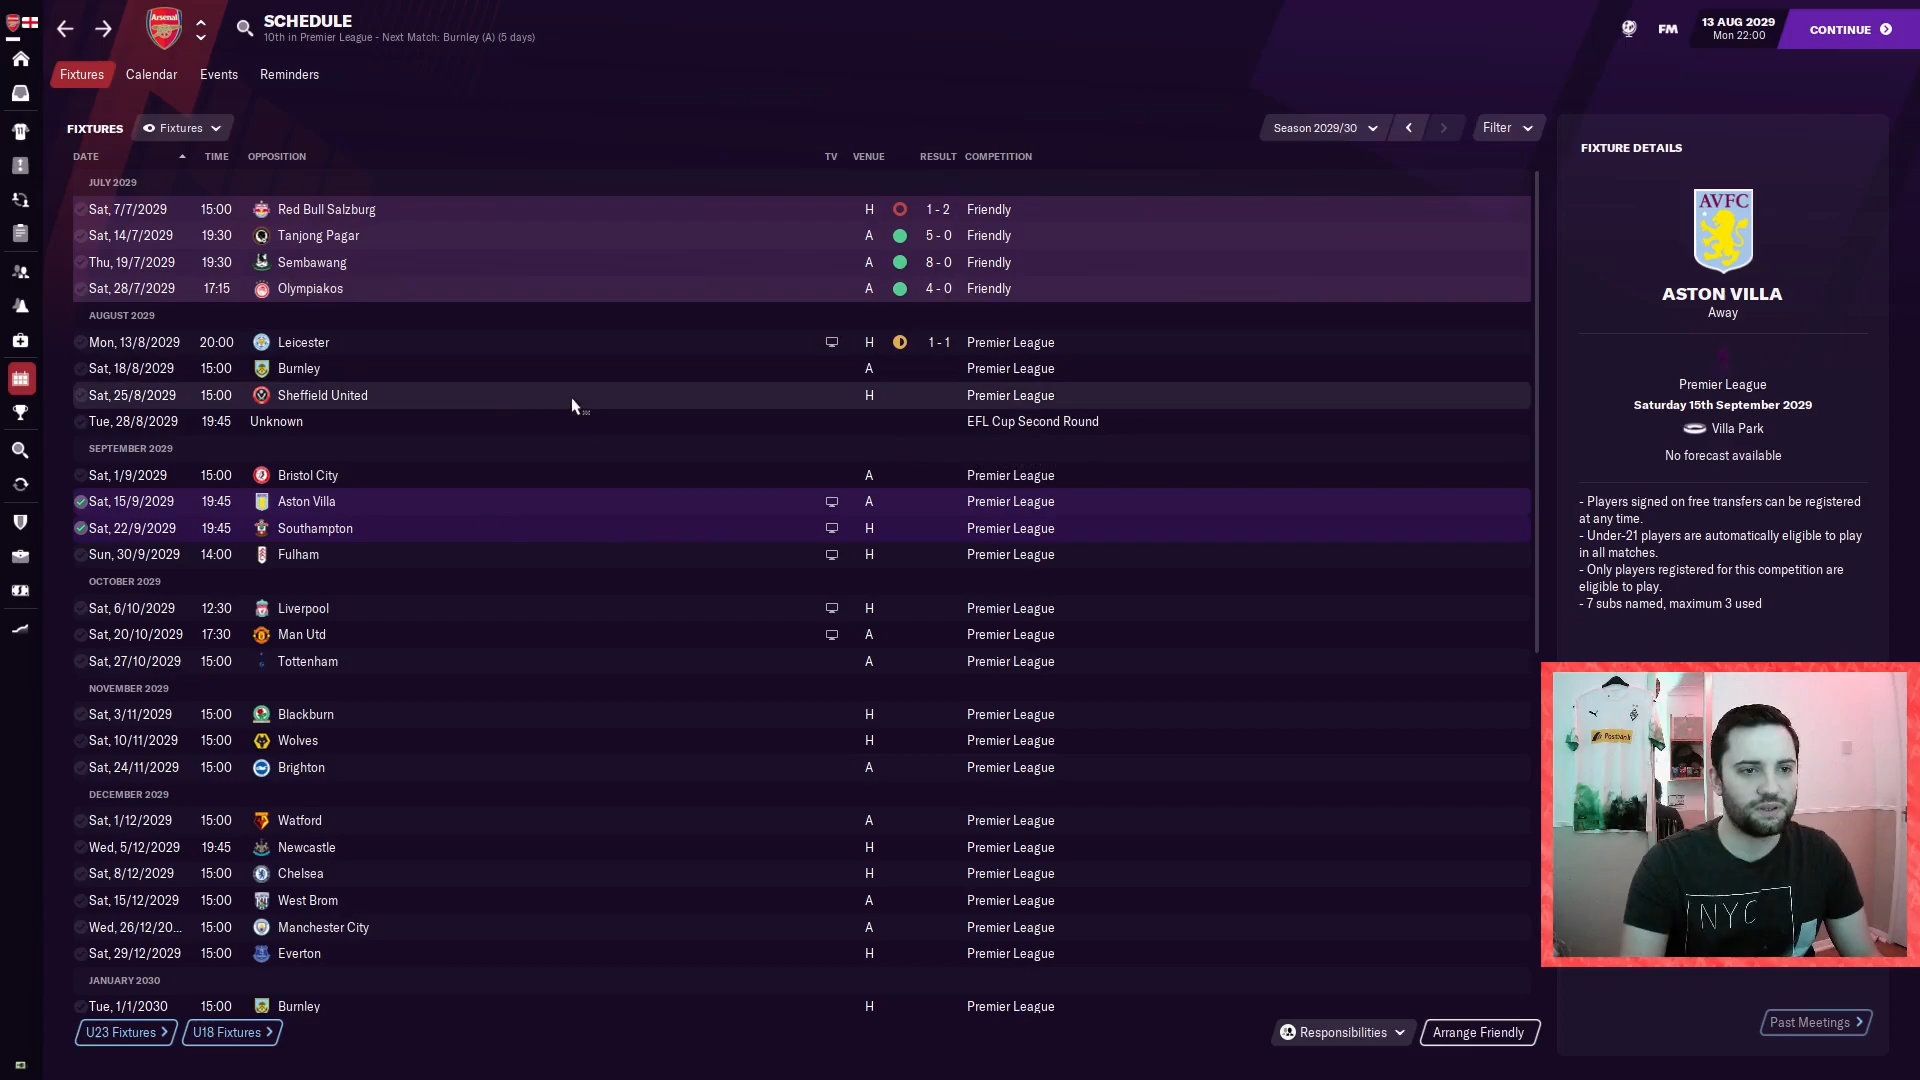 Arsenal
SCHEDULE
10th in Premier League - Next Match: Burnley (A) (5 days)
FM
13 AUG 2029
Mon 22:00
CONTINUE
Fixtures Calendar Events Reminders
FIXTURES Fixtures Season 2029/30 Filter
DATE TIME OPPOSITION TV VENUE RESULT COMPETITION
JULY 2029
Sat, 7/7/2029 15:00 Red Bull Salzburg H 1 - 2 Friendly
Sat, 14/7/2029 19:30 Tanjong Pagar A 5 - 0 Friendly
Thu, 19/7/2029 19:30 Sembawang A 8 - 0 Friendly
Sat, 28/7/2029 17:15 Olympiakos A 4 - 0 Friendly
AUGUST 2029
Mon, 13/8/2029 20:00 Leicester H 1 - 1 Premier League
Sat, 18/8/2029 15:00 Burnley A Premier League
Sat, 25/8/2029 15:00 Sheffield United H Premier League
Tue, 28/8/2029 19:45 Unknown EFL Cup Second Round
SEPTEMBER 2029
Sat, 1/9/2029 15:00 Bristol City A Premier League
Sat, 15/9/2029 19:45 Aston Villa A Premier League
Sat, 22/9/2029 19:45 Southampton H Premier League
Sun, 30/9/2029 14:00 Fulham H Premier League
OCTOBER 2029
Sat, 6/10/2029 12:30 Liverpool H Premier League
Sat, 20/10/2029 17:30 Man Utd A Premier League
Sat, 27/10/2029 15:00 Tottenham A Premier League
NOVEMBER 2029
Sat, 3/11/2029 15:00 Blackburn H Premier League
Sat, 10/11/2029 15:00 Wolves H Premier League
Sat, 24/11/2029 15:00 Brighton A Premier League
DECEMBER 2029
Sat, 1/12/2029 15:00 Watford A Premier League
Wed, 5/12/2029 19:45 Newcastle H Premier League
Sat, 8/12/2029 15:00 Chelsea H Premier League
Sat, 15/12/2029 15:00 West Brom A Premier League
Wed, 26/12/20... 15:00 Manchester City A Premier League
Sat, 29/12/2029 15:00 Everton H Premier League
JANUARY 2030
Tue, 1/1/2030 15:00 Burnley H Premier League
U23 Fixtures U18 Fixtures Responsibilities Arrange Friendly
FIXTURE DETAILS
AVFC
ASTON VILLA
Away
Premier League
Saturday 15th September 2029
Villa Park
No forecast available
- Players signed on free transfers can be registered
at any time.
- Under-21 players are automatically eligible to play
in all matches.
- Only players registered for this competition are
eligible to play.
- 7 subs named, maximum 3 used
Postbank
NYC
Past Meetings